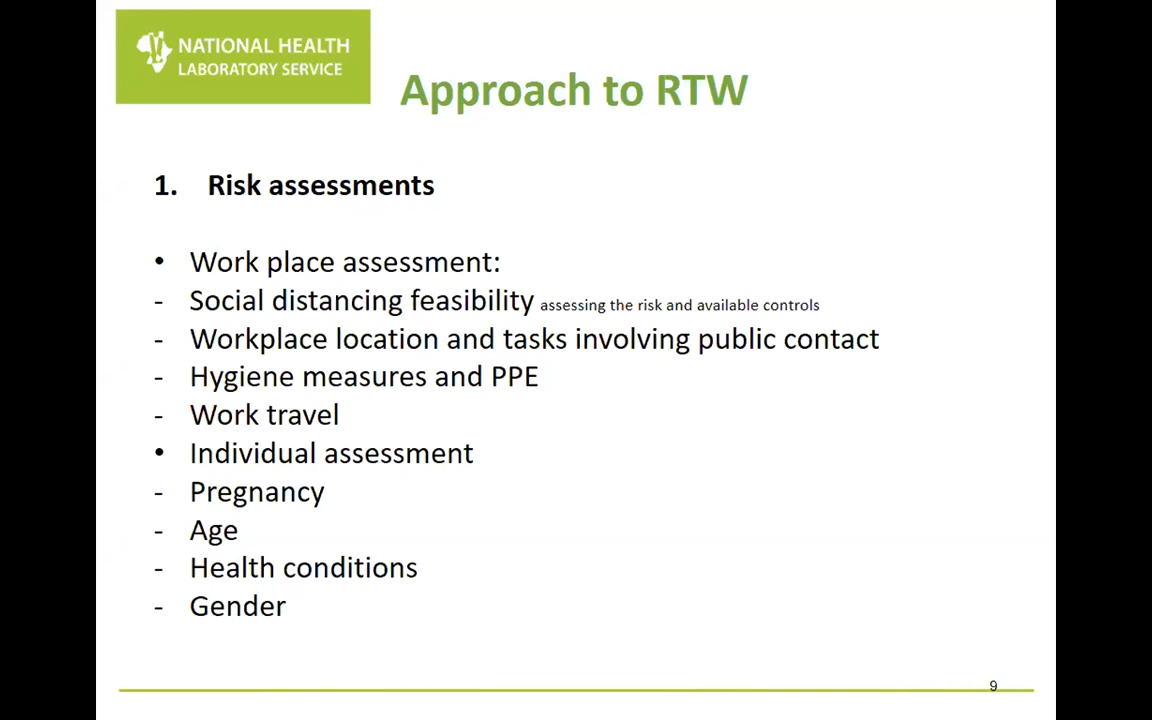 NATIONAL HEALTH
LABORATORY SERVICE
Approach to RTW
1. Risk assessments
• Work place assessment:
- Social distancing feasibility assessing the risk and available controls
- Workplace location and tasks involving public contact
- Hygiene measures and PPE
- Work travel
• Individual assessment
- Pregnancy
- Age
- Health conditions
- Gender
9